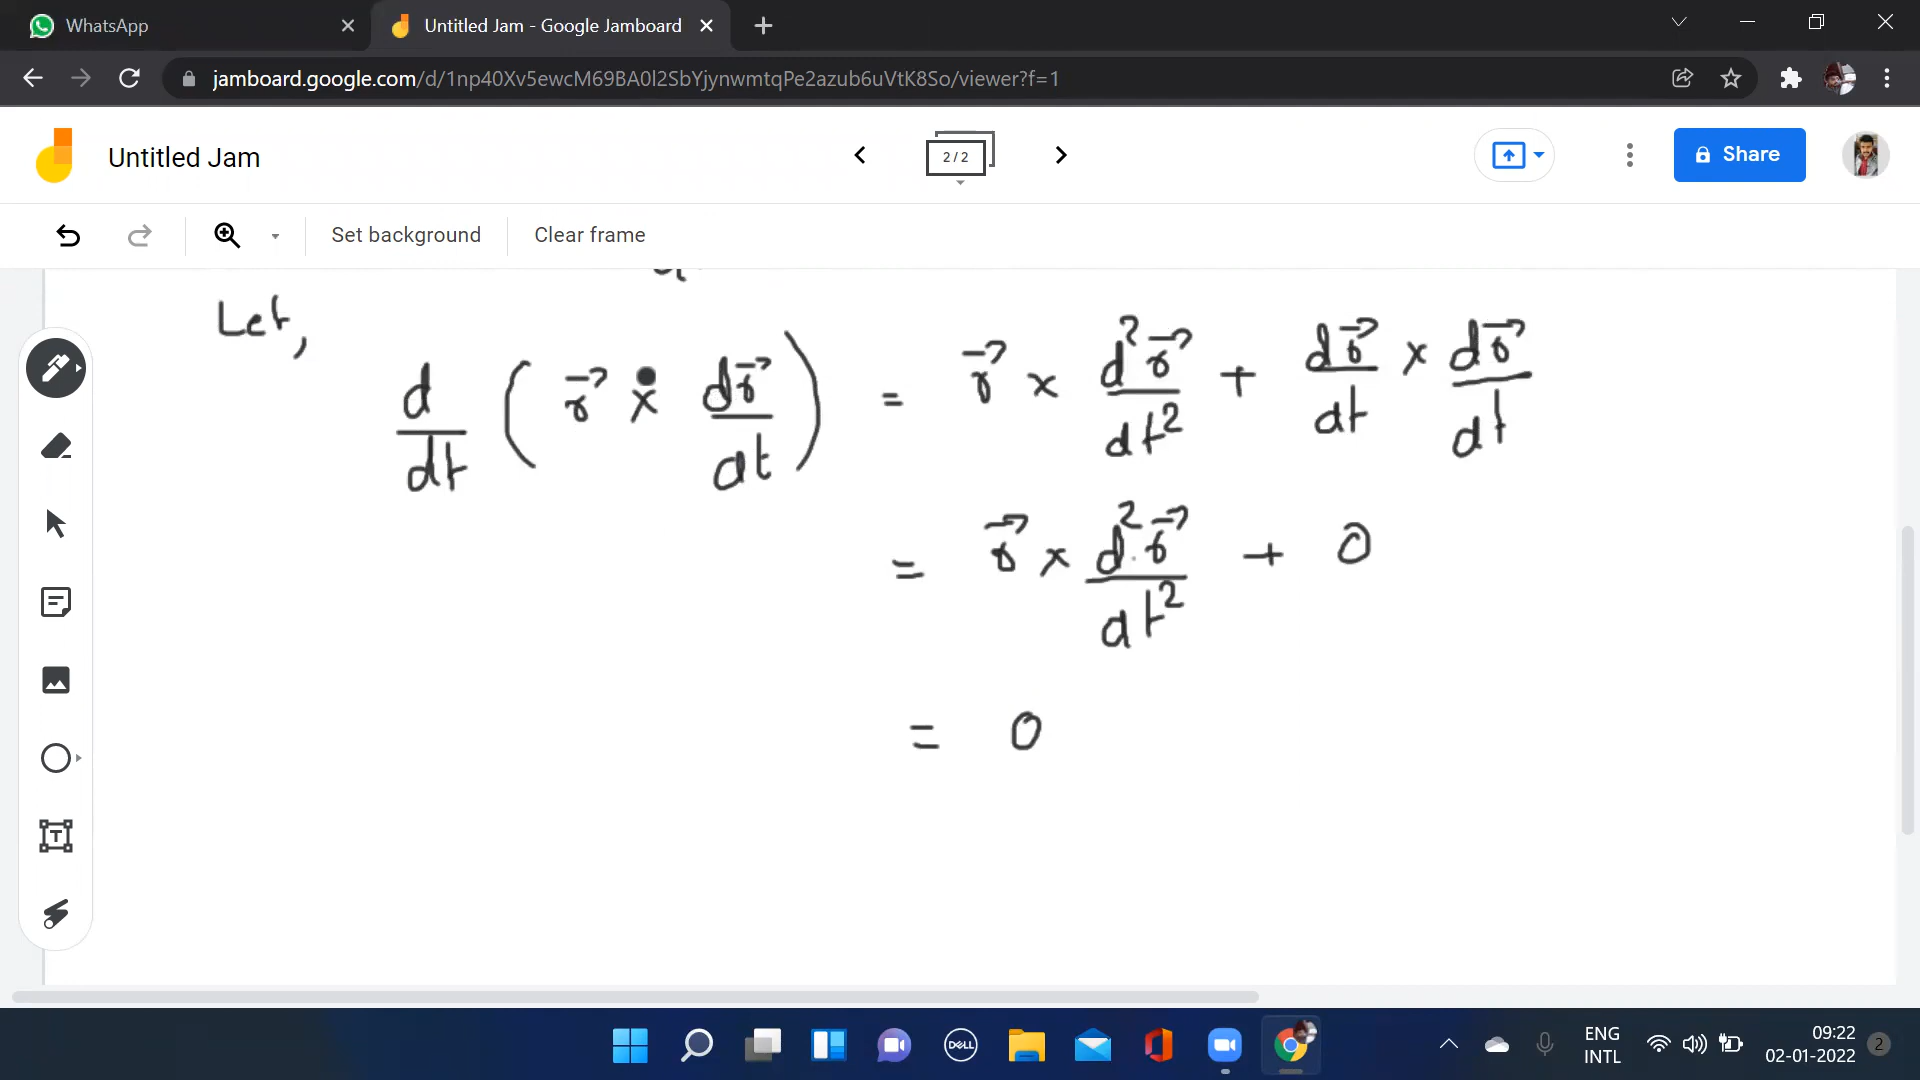 WhatsApp
Untitled Jam - Google Jamboard
jamboard.google.com/d/1np40Xv5ewcM69BA0l2SbYjynwmtqPe2azub6uVtK8So/viewer?f=1
Untitled Jam
2 / 2
Share
Set background
Clear frame
Let,
d/dt ( r⃗ × dr⃗/dt ) = r⃗ × d²r⃗/dt² + dr⃗/dt × dr⃗/dt
= r⃗ × d²r⃗/dt² + 0
= 0
T
DELL
ENG
INTL
09:22
02-01-2022
2